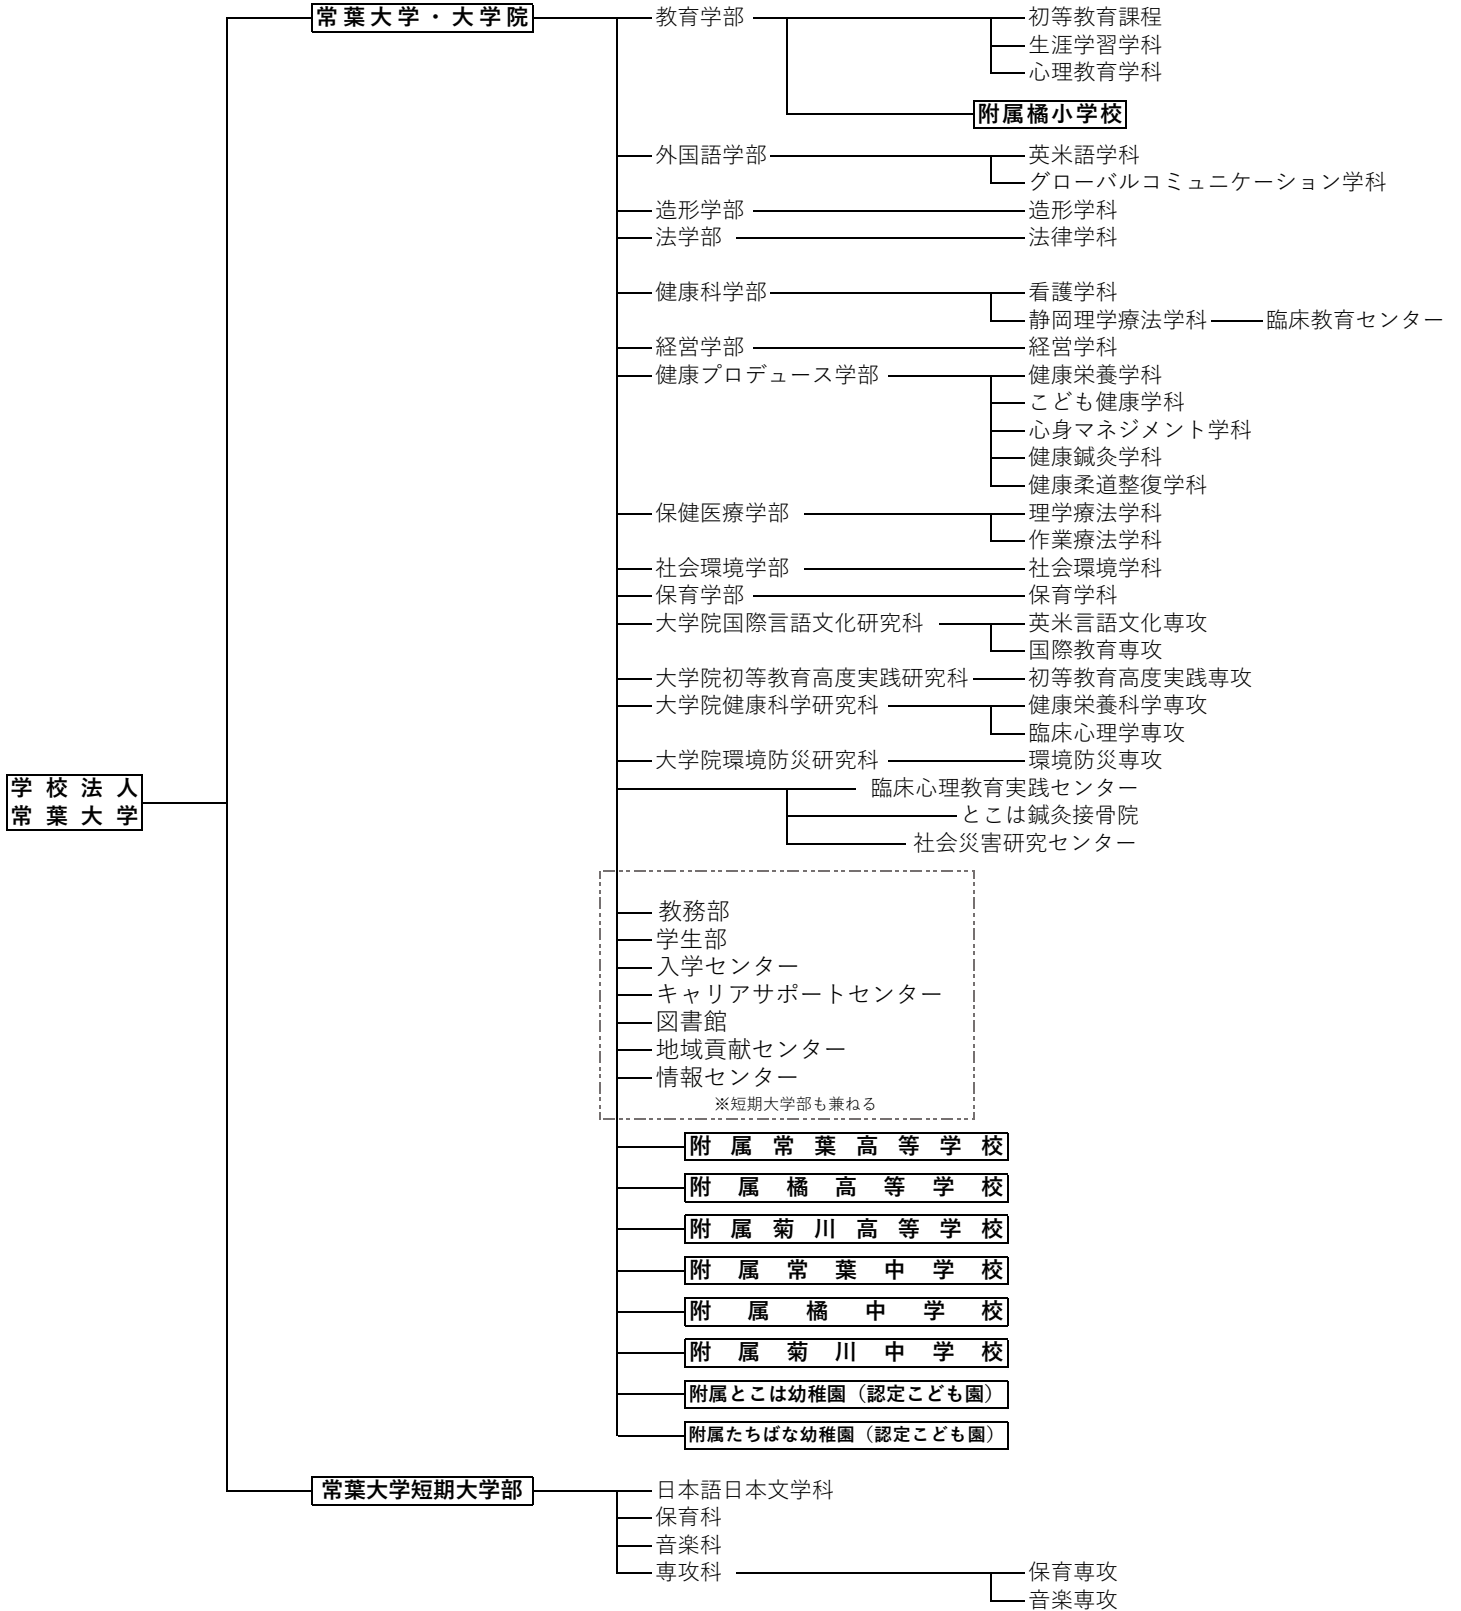 常葉大学・大学院
教育学部
初等教育課程
生涯学習学科
心理教育学科
附属橘小学校
外国語学部
英米語学科
グローバルコミュニケーション学科
造形学部
造形学科
法学部
法律学科
健康科学部
看護学科
静岡理学療法学科
臨床教育センター
経営学部
経営学科
健康プロデュース学部
健康栄養学科
こども健康学科
心身マネジメント学科
健康鍼灸学科
健康柔道整復学科
保健医療学部
理学療法学科
作業療法学科
社会環境学部
社会環境学科
保育学部
保育学科
大学院国際言語文化研究科
英米言語文化専攻
国際教育専攻
大学院初等教育高度実践研究科
初等教育高度実践専攻
大学院健康科学研究科
健康栄養科学専攻
臨床心理学専攻
大学院環境防災研究科
環境防災専攻
学校法人
常葉大学
臨床心理教育実践センター
とこは鍼灸接骨院
社会災害研究センター
教務部
学生部
入学センター
キャリアサポートセンター
図書館
地域貢献センター
情報センター
※短期大学部も兼ねる
附属常葉高等学校
附属橘高等学校
附属菊川高等学校
附属常葉中学校
附属橘中学校
附属菊川中学校
附属とこは幼稚園（認定こども園）
附属たちばな幼稚園（認定こども園）
常葉大学短期大学部
日本語日本文学科
保育科
音楽科
専攻科
保育専攻
音楽専攻